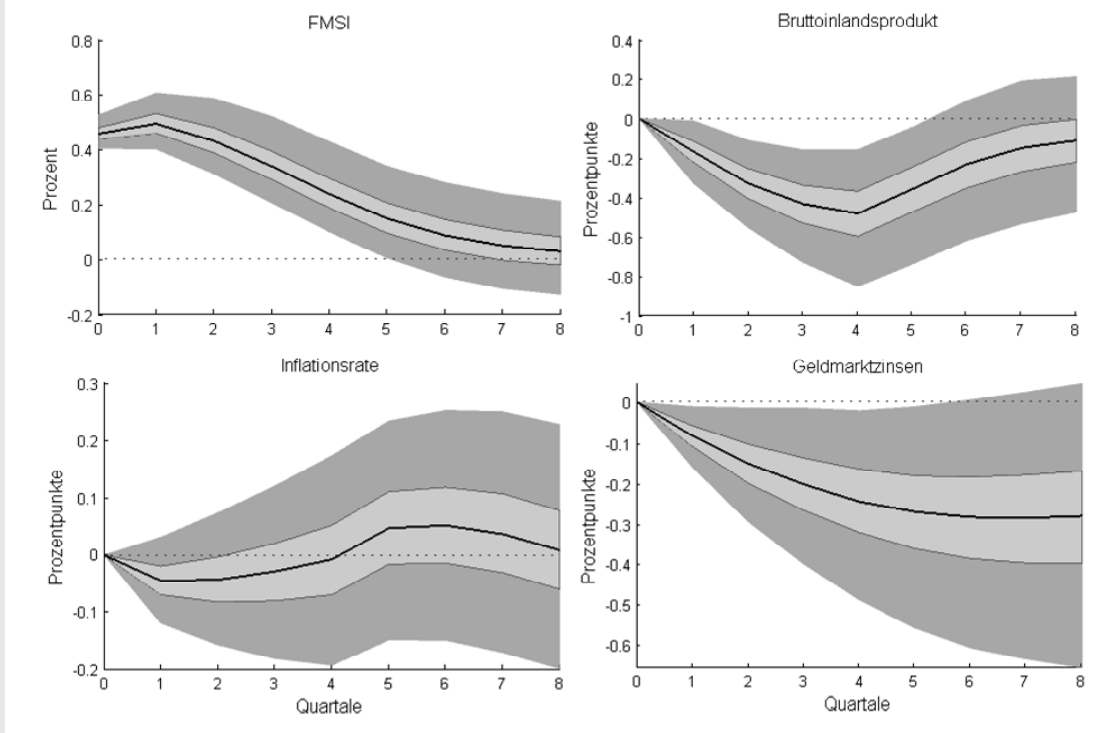 FMSI
Prozent
0.8
0.6
0.4
0.2
0
-0.2
0 1 2 3 4 5 6 7 8
Bruttoinlandsprodukt
Prozentpunkte
0.4
0.2
0
-0.2
-0.4
-0.6
-0.8
-1
0 1 2 3 4 5 6 7 8
Inflationsrate
Prozentpunkte
0.3
0.2
0.1
0
-0.1
-0.2
0 1 2 3 4 5 6 7 8
Quartale
Geldmarktzinsen
Prozentpunkte
0
-0.1
-0.2
-0.3
-0.4
-0.5
-0.6
0 1 2 3 4 5 6 7 8
Quartale